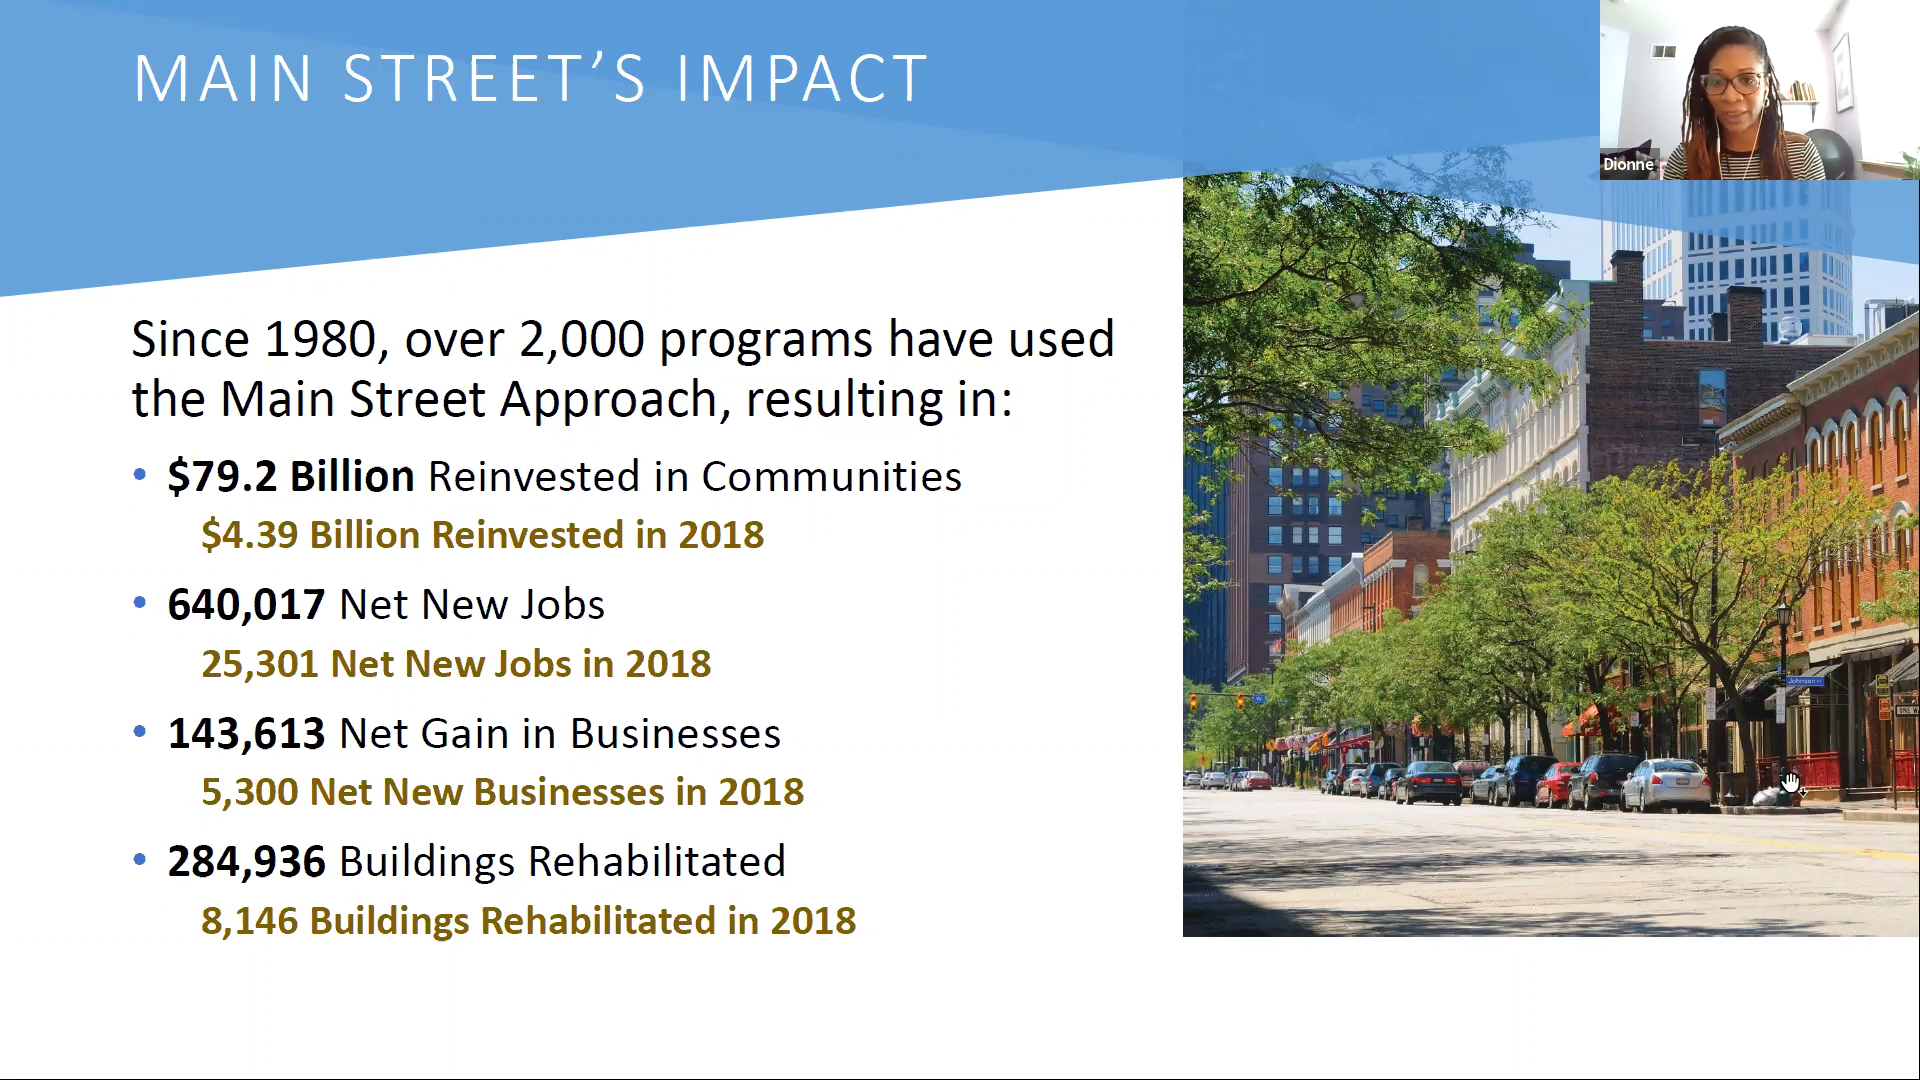 MAIN STREET’S IMPACT
Dionne
Since 1980, over 2,000 programs have used
the Main Street Approach, resulting in:
• $79.2 Billion Reinvested in Communities
$4.39 Billion Reinvested in 2018
• 640,017 Net New Jobs
25,301 Net New Jobs in 2018
• 143,613 Net Gain in Businesses
5,300 Net New Businesses in 2018
• 284,936 Buildings Rehabilitated
8,146 Buildings Rehabilitated in 2018
Johnson